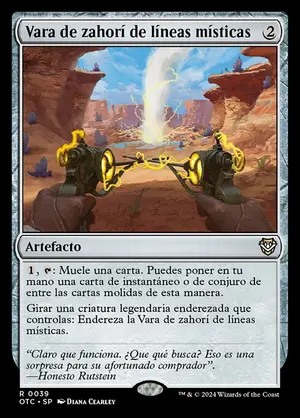 Vara de zahorí de líneas místicas 2
Artefacto
1, T: Muele una carta. Puedes poner en tu
mano una carta de instantáneo o de conjuro de
entre las cartas molidas de esta manera.
Girar una criatura legendaria enderezada que
controlas: Endereza la Vara de zahorí de líneas
místicas.
“Claro que funciona. ¿Que qué busca? Eso es una
sorpresa para su afortunado comprador”.
—Honesto Rutstein
R 0039
OTC • SP Diana Cearley
™ & © 2024 Wizards of the Coast